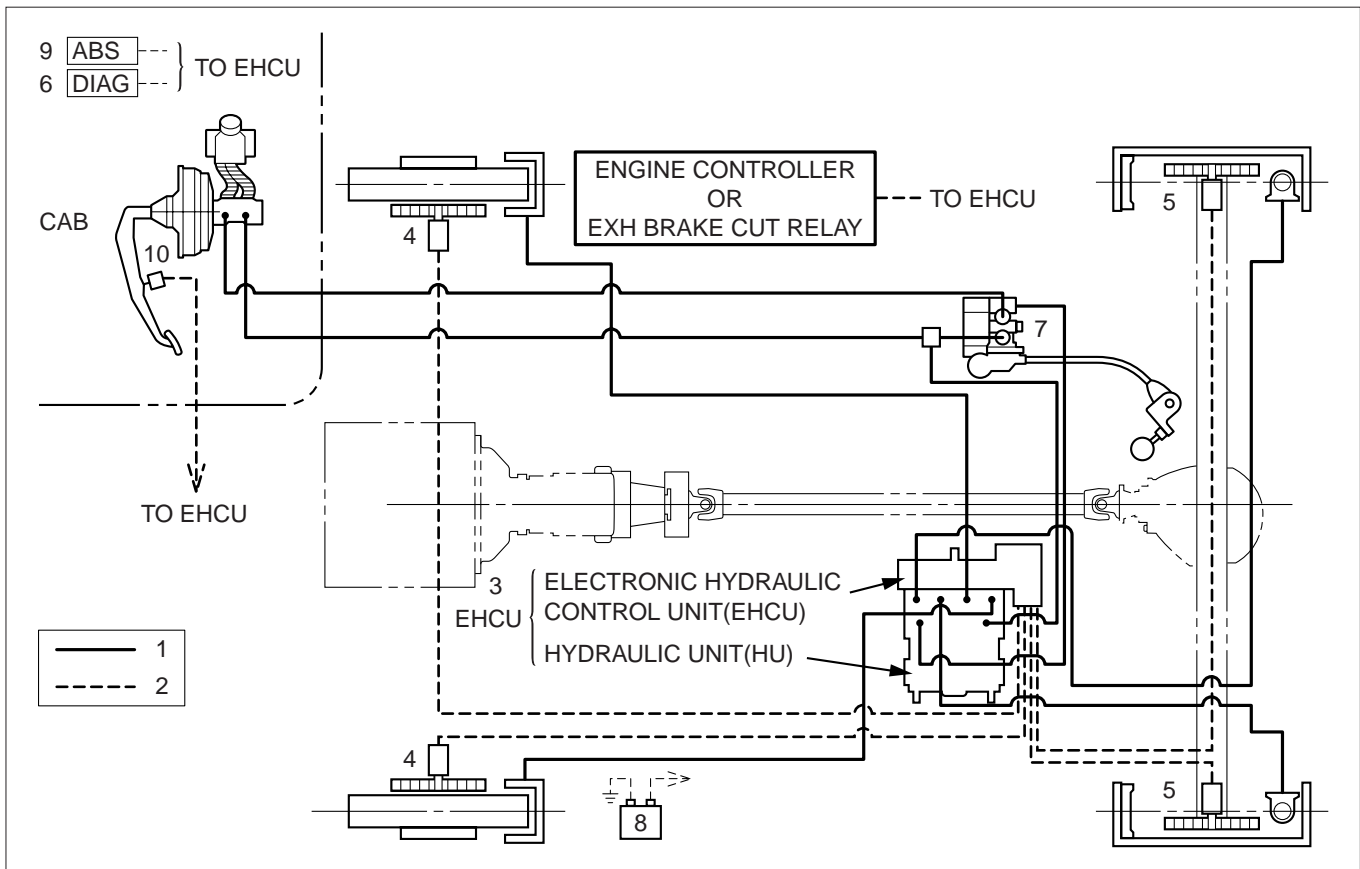 9 ABS
6 DIAG
TO EHCU
CAB
10
TO EHCU
4
ENGINE CONTROLLER
OR
EXH BRAKE CUT RELAY
TO EHCU
5
7
3
EHCU
ELECTRONIC HYDRAULIC
CONTROL UNIT(EHCU)
HYDRAULIC UNIT(HU)
1
2
4
8
5